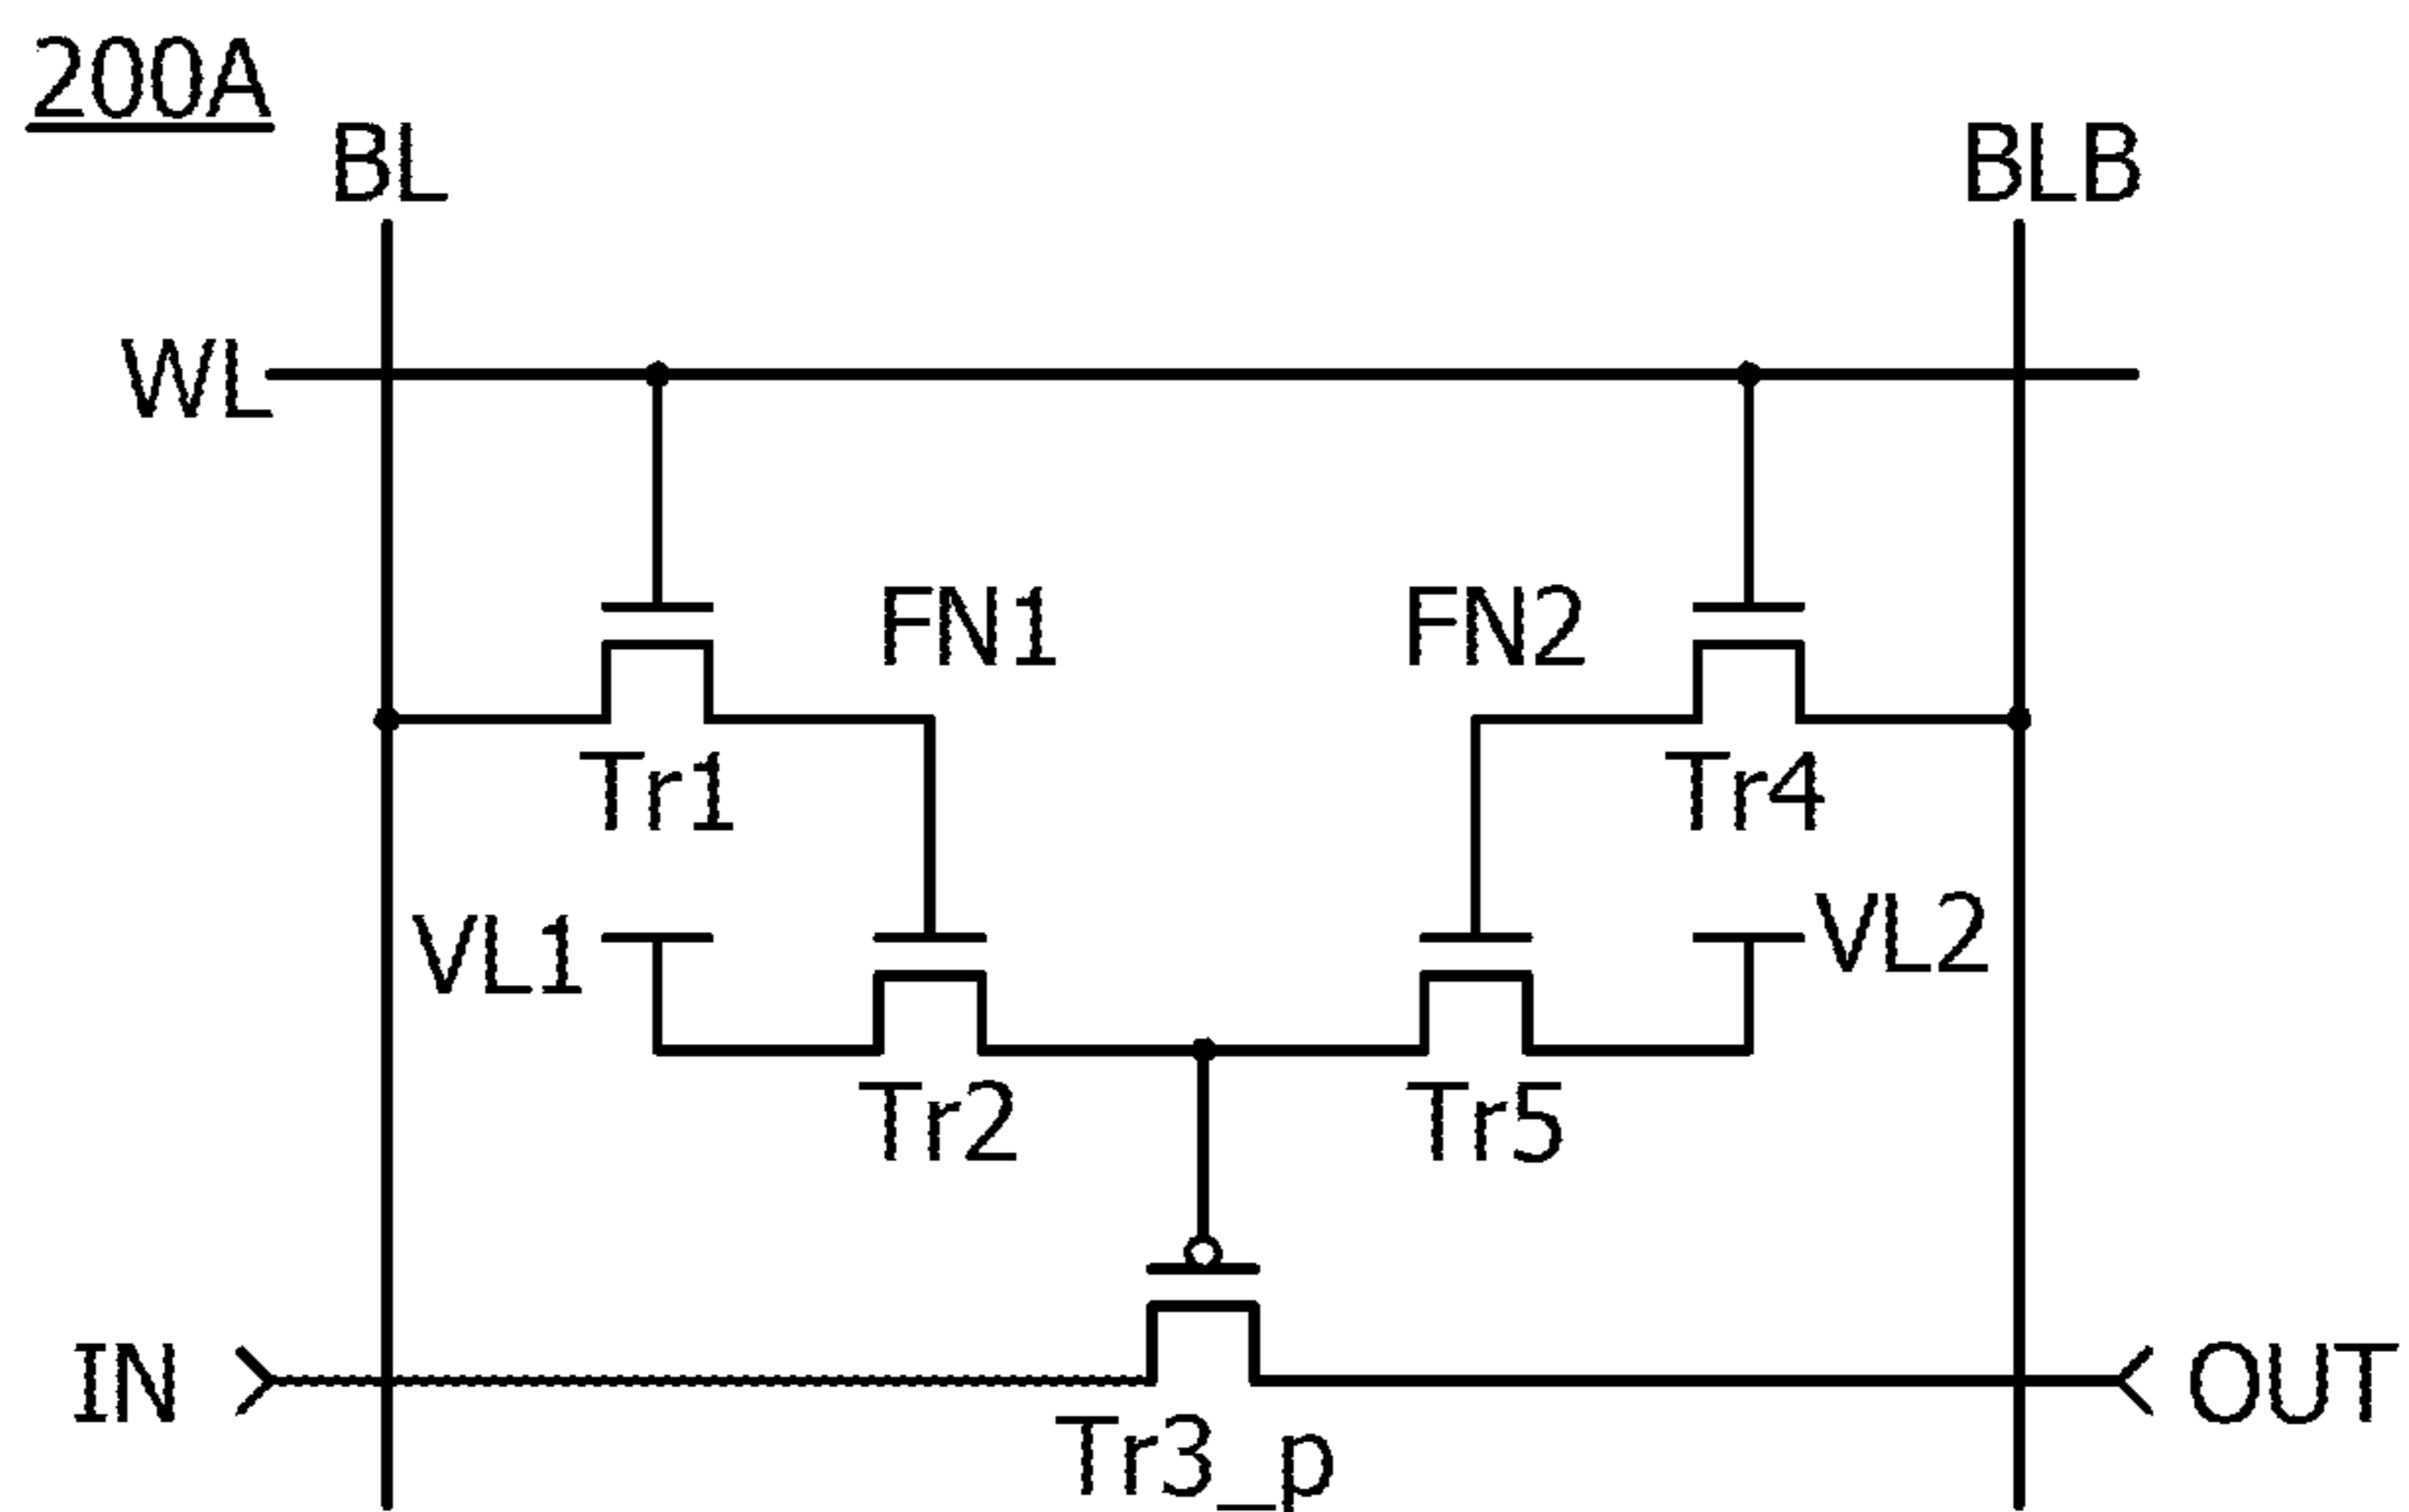 200A
BL
BLB
WL
FN1
FN2
Tr1
Tr4
VL1
VL2
Tr2
Tr5
IN
OUT
Tr3_p